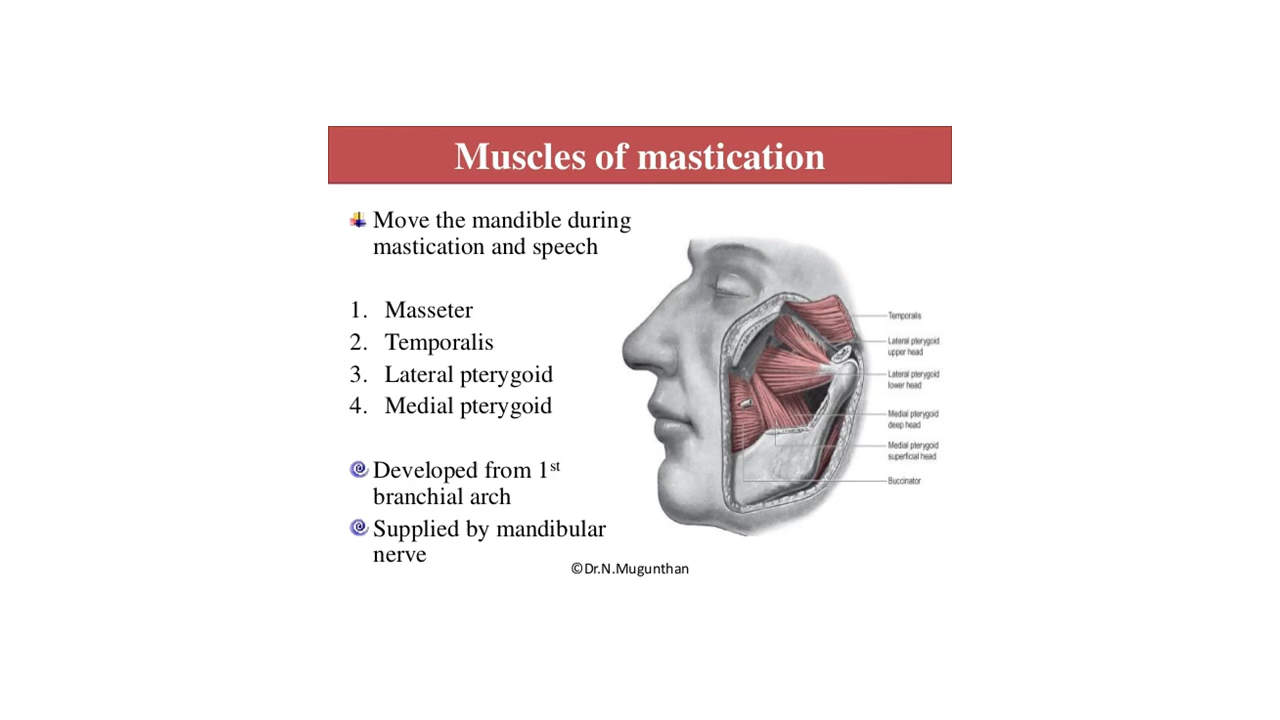 Muscles of mastication
Move the mandible during
mastication and speech
1. Masseter
2. Temporalis
3. Lateral pterygoid
4. Medial pterygoid
Developed from 1st
branchial arch
Supplied by mandibular
nerve
Temporalis
Lateral pterygoid
upper head
Lateral pterygoid
lower head
Medial pterygoid
deep head
Medial pterygoid
superficial head
Buccinator
©Dr.N.Mugunthan